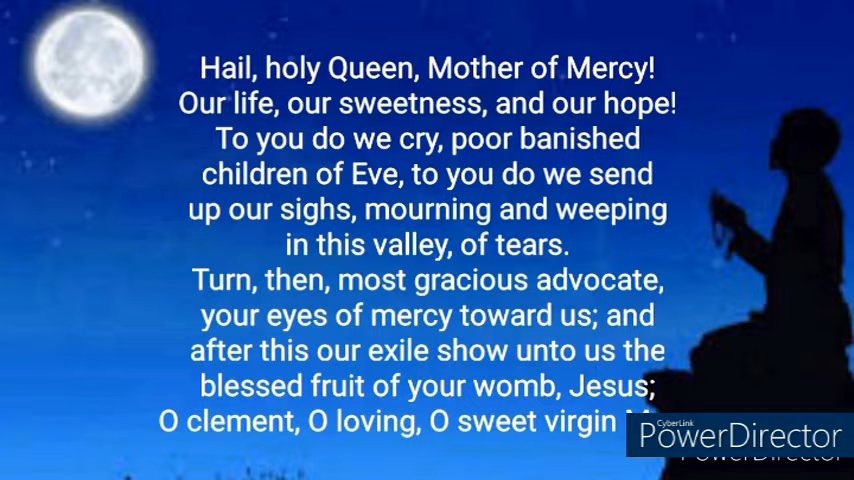 Hail, holy Queen, Mother of Mercy!
Our life, our sweetness, and our hope!
To you do we cry, poor banished
children of Eve, to you do we send
up our sighs, mourning and weeping
in this valley, of tears.
Turn, then, most gracious advocate,
your eyes of mercy toward us; and
after this our exile show unto us the
blessed fruit of your womb, Jesus;
O clement, O loving, O sweet virgin
CyberLink
PowerDirector
PowerDirector